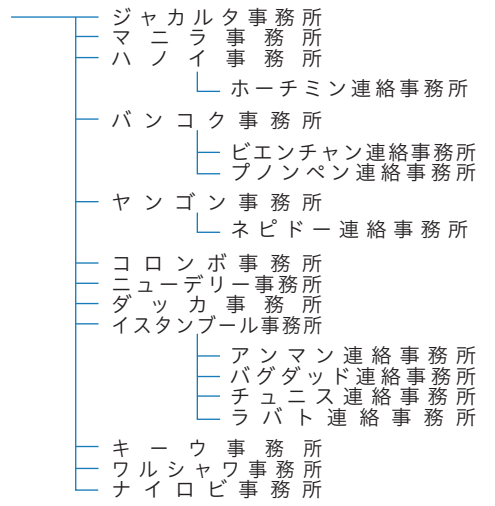 ジャカルタ事務所
マニラ事務所
ハノイ事務所
ホーチミン連絡事務所
バンコク事務所
ビエンチャン連絡事務所
プノンペン連絡事務所
ヤンゴン事務所
ネピドー連絡事務所
コロンボ事務所
ニューデリー事務所
ダッカ事務所
イスタンブール事務所
アンマン連絡事務所
バグダッド連絡事務所
チュニス連絡事務所
ラバト連絡事務所
キーウ事務所
ワルシャワ事務所
ナイロビ事務所